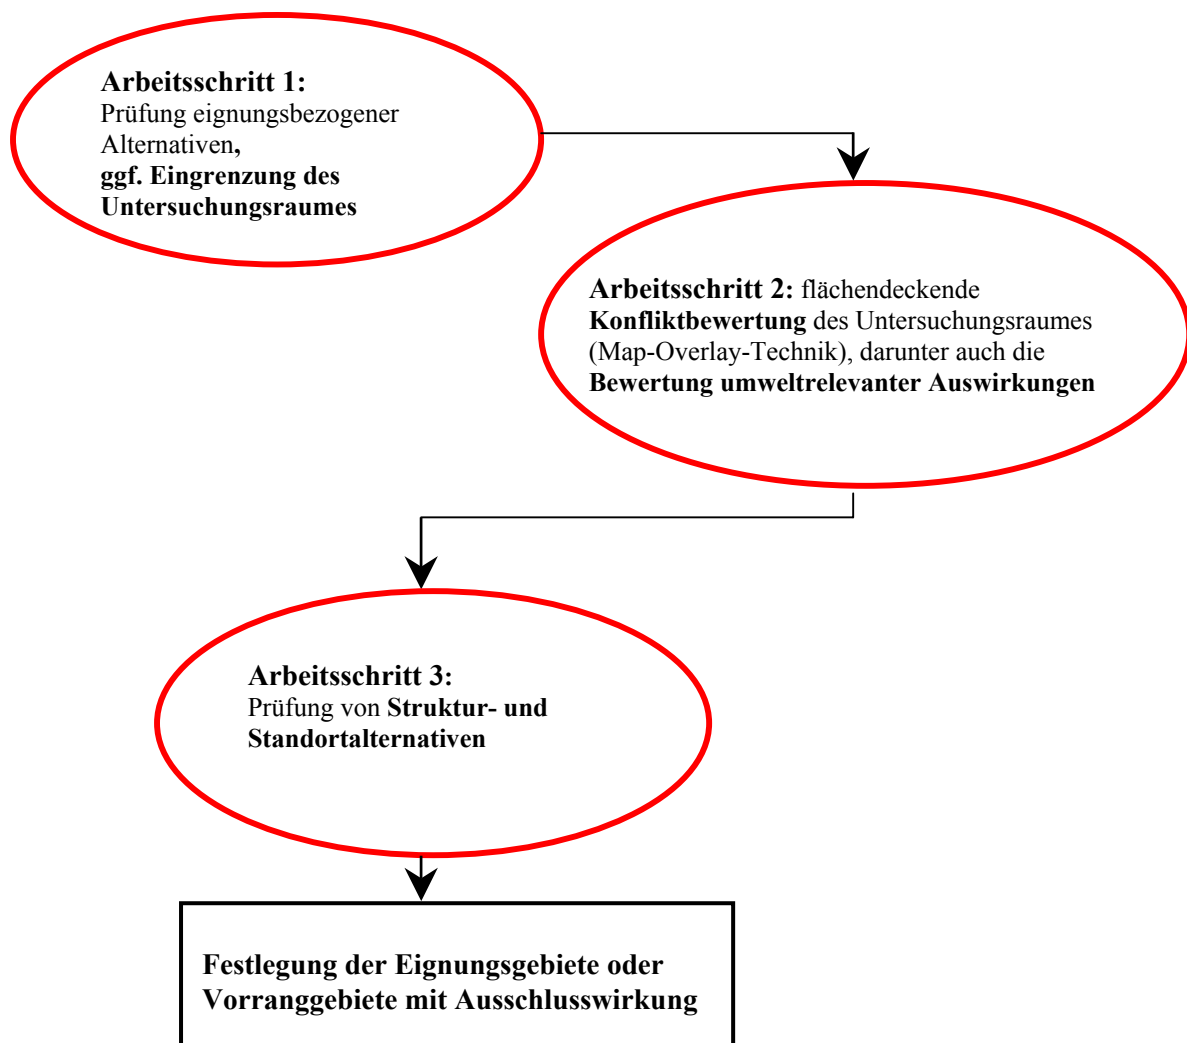 Arbeitsschritt 1:
Prüfung eignungsbezogener
Alternativen,
ggf. Eingrenzung des
Untersuchungsraumes
Arbeitsschritt 2: flächendeckende
Konfliktbewertung des Untersuchungsraumes
(Map-Overlay-Technik), darunter auch die
Bewertung umweltrelevanter Auswirkungen
Arbeitsschritt 3:
Prüfung von Struktur- und
Standortalternativen
Festlegung der Eignungsgebiete oder
Vorranggebiete mit Ausschlusswirkung